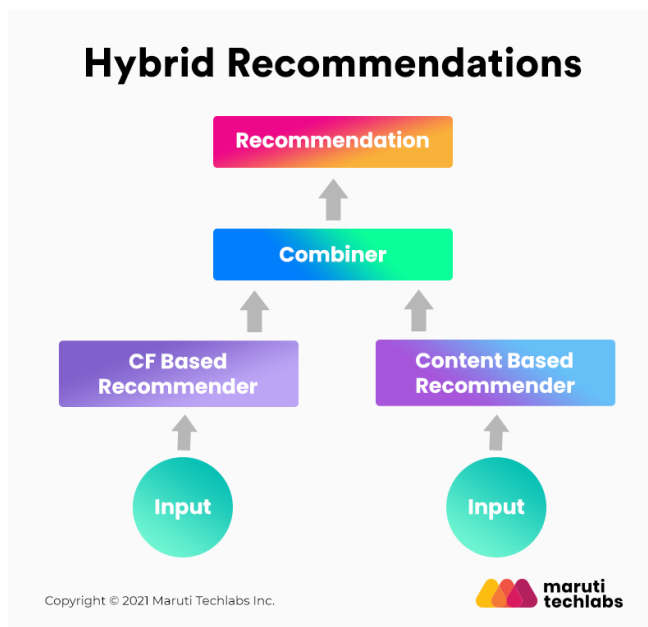 Hybrid Recommendations
Recommendation
Combiner
CF Based
Recommender
Content Based
Recommender
Input
Input
Copyright © 2021 Maruti Techlabs Inc.
maruti
techlabs